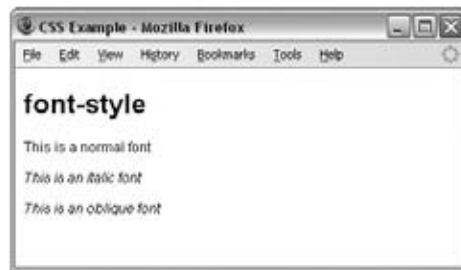 CSS Example - Mozilla Firefox
File Edit View History Bookmarks Tools Help
font-style
This is a normal font
This is an italic font
This is an oblique font